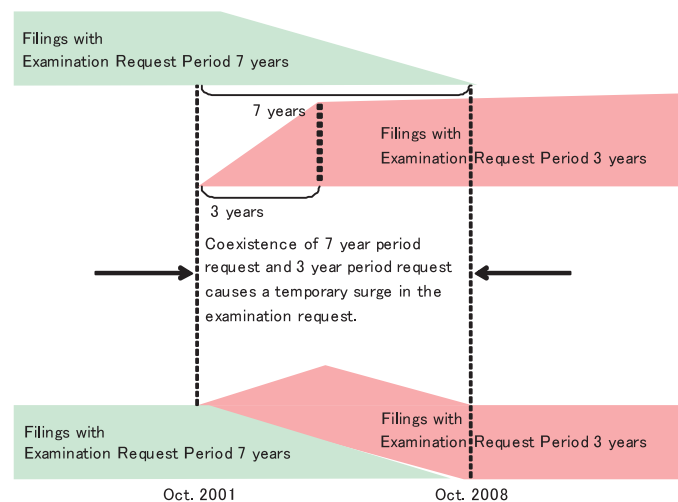 Filings with
Examination Request Period 7 years
7 years
Filings with
Examination Request Period 3 years
3 years
Coexistence of 7 year period
request and 3 year period request
causes a temporary surge in the
examination request.
Filings with
Examination Request Period 7 years
Filings with
Examination Request Period 3 years
Oct. 2001
Oct. 2008